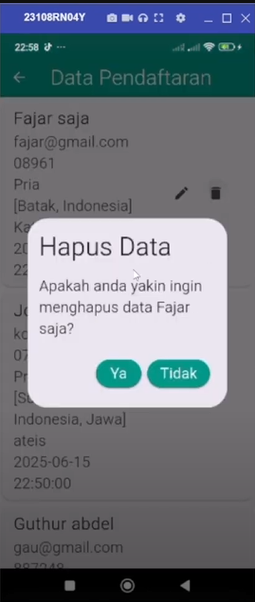 23108RN04Y
22:58
Data Pendaftaran
Fajar saja
fajar@gmail.com
08961
Pria
[Batak, Indonesia]
Hapus Data
Apakah anda yakin ingin
menghapus data Fajar
saja?
Ya
Tidak
Indonesia, Jawa]
ateis
2025-06-15
22:50:00
Guthur abdel
gau@gmail.com